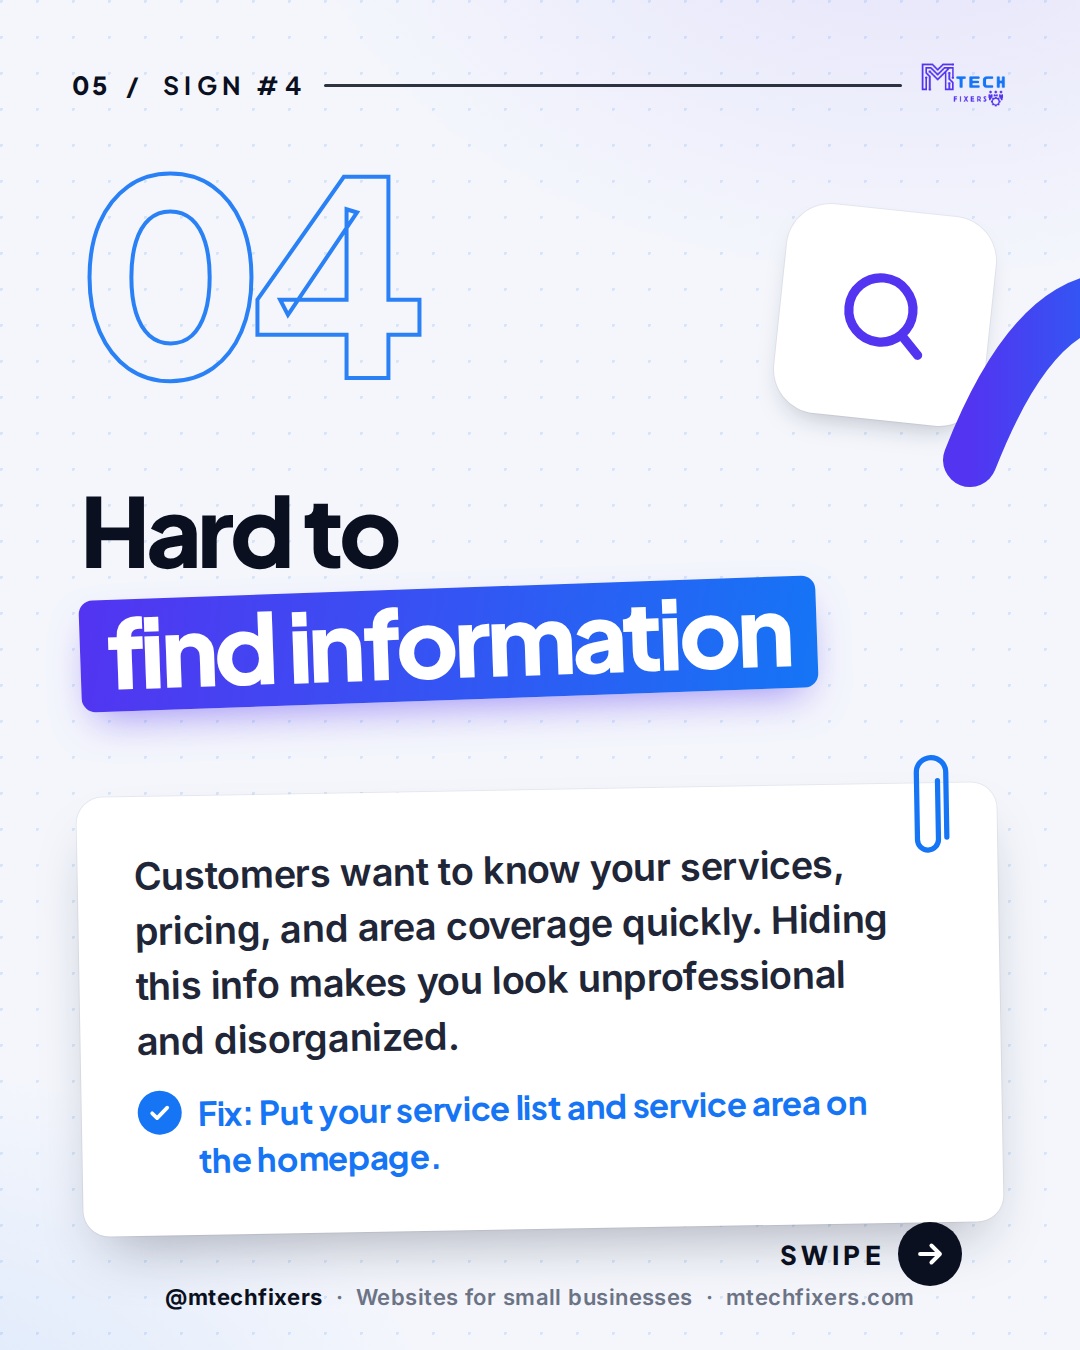 05 / SIGN #4
MTECH
FIXERS
04
Hard to
find information
Customers want to know your services,
pricing, and area coverage quickly. Hiding
this info makes you look unprofessional
and disorganized.
Fix: Put your service list and service area on
the homepage.
SWIPE
@mtechfixers · Websites for small businesses · mtechfixers.com